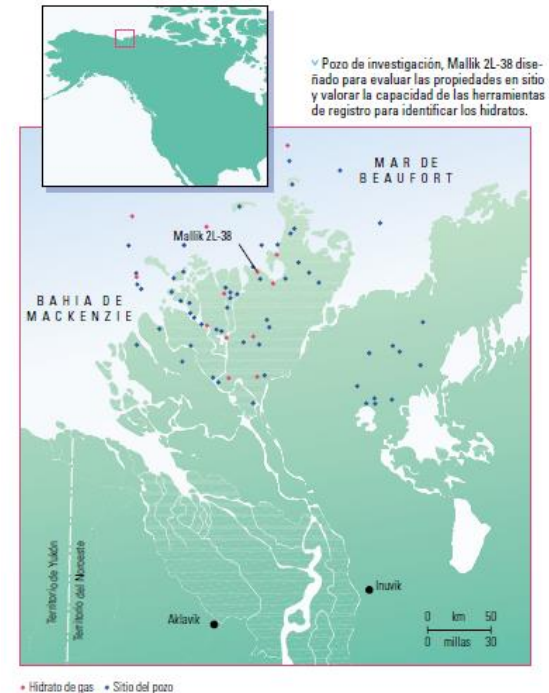 Pozo de investigación, Mallik 2L-38 dise-
ñado para evaluar las propiedades en sitio
y valorar la capacidad de las herramientas
de registro para identificar los hidratos.
MAR DE
BEAUFORT
Mallik 2L-38
BAHIA DE
MACKENZIE
Territorio de Yukón
Territorio del Noroeste
Inuvik
Aklavik
0 km 50
0 millas 30
Hidrato de gas Sitio del pozo